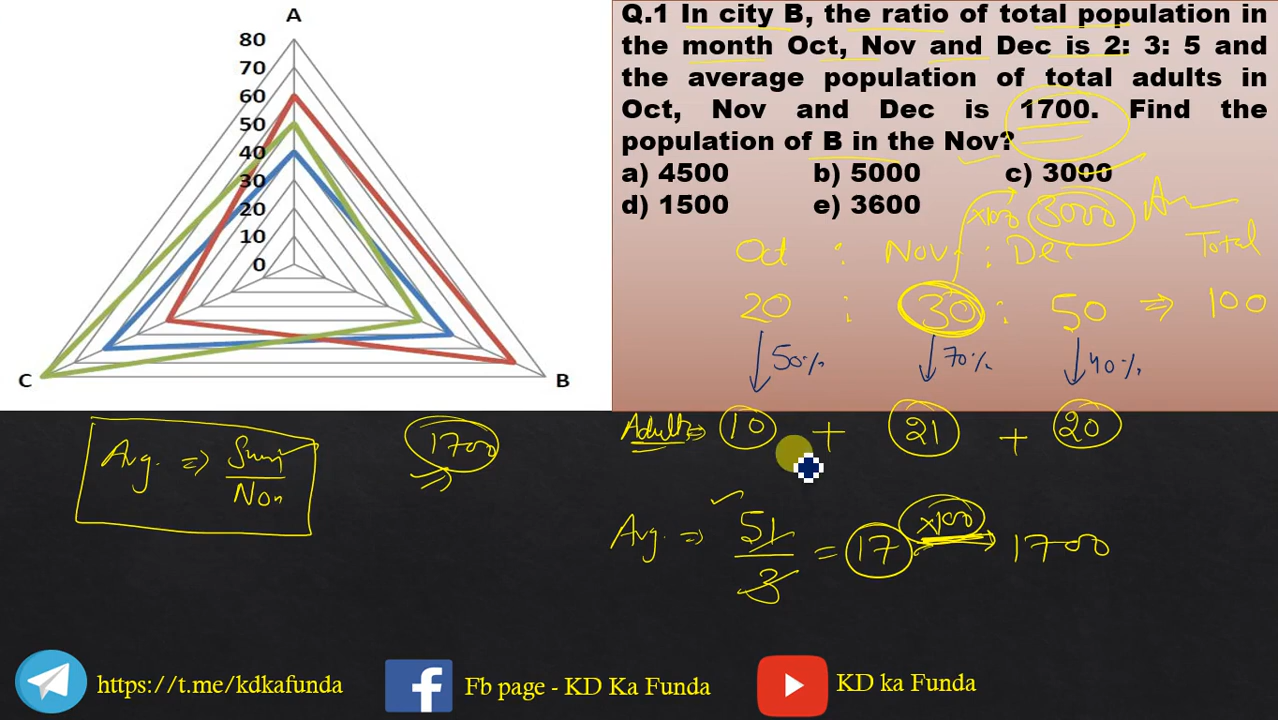 A
80
70
60
50
40
30
20
10
0
C
B
Q.1 In city B, the ratio of total population in
the month Oct, Nov and Dec is 2: 3: 5 and
the average population of total adults in
Oct, Nov and Dec is 1700. Find the
population of B in the Nov?
a) 4500 b) 5000 c) 3000
d) 1500 e) 3600
×100 3000 An
Oct : Nov : Dec Total
20 : 30 : 50 ⇒ 100
50% 70% 40%
Adults ⇒ 10 + 21 + 20
Avg. ⇒ Sum
Non
1700
Avg. ⇒ 51
3
= 17 ×100 → 1700
https://t.me/kdkafunda
f
Fb page - KD Ka Funda
KD ka Funda